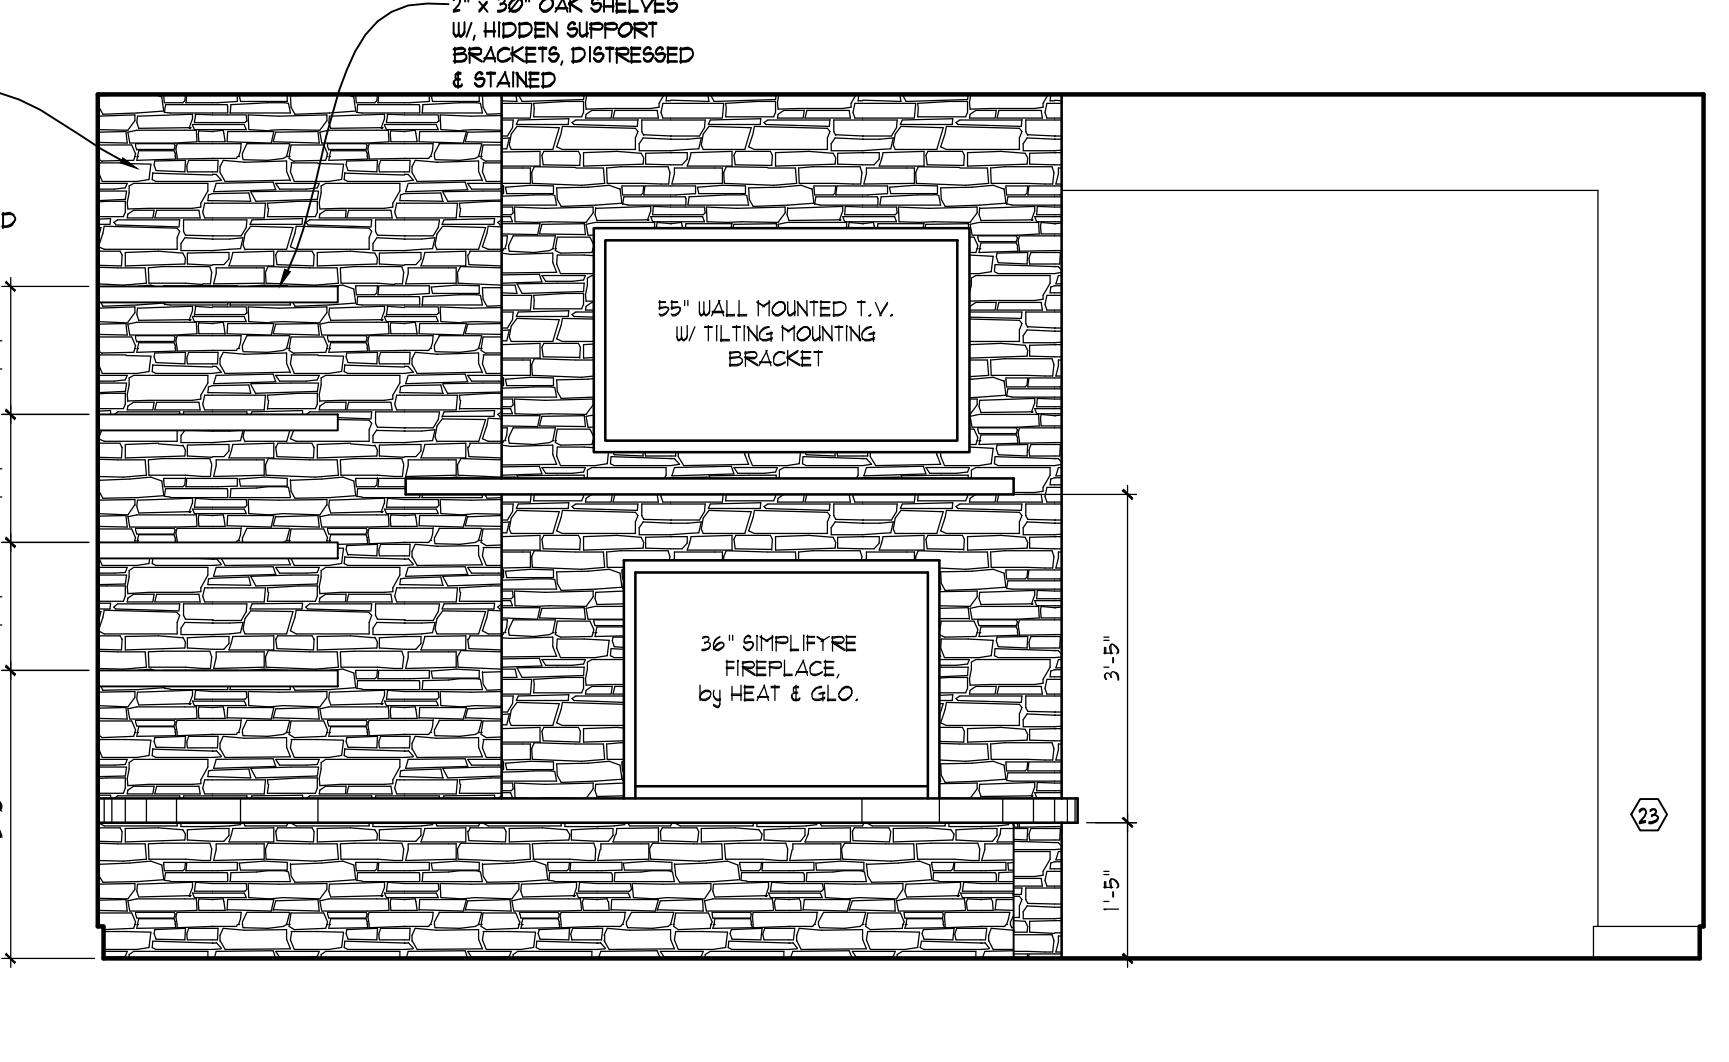 2" x 30" OAK SHELVES
W/, HIDDEN SUPPORT
BRACKETS, DISTRESSED
& STAINED
D
55" WALL MOUNTED T.V.
W/ TILTING MOUNTING
BRACKET
36" SIMPLIFYRE
FIREPLACE,
by HEAT & GLO.
3'-5"
23
1'-5"